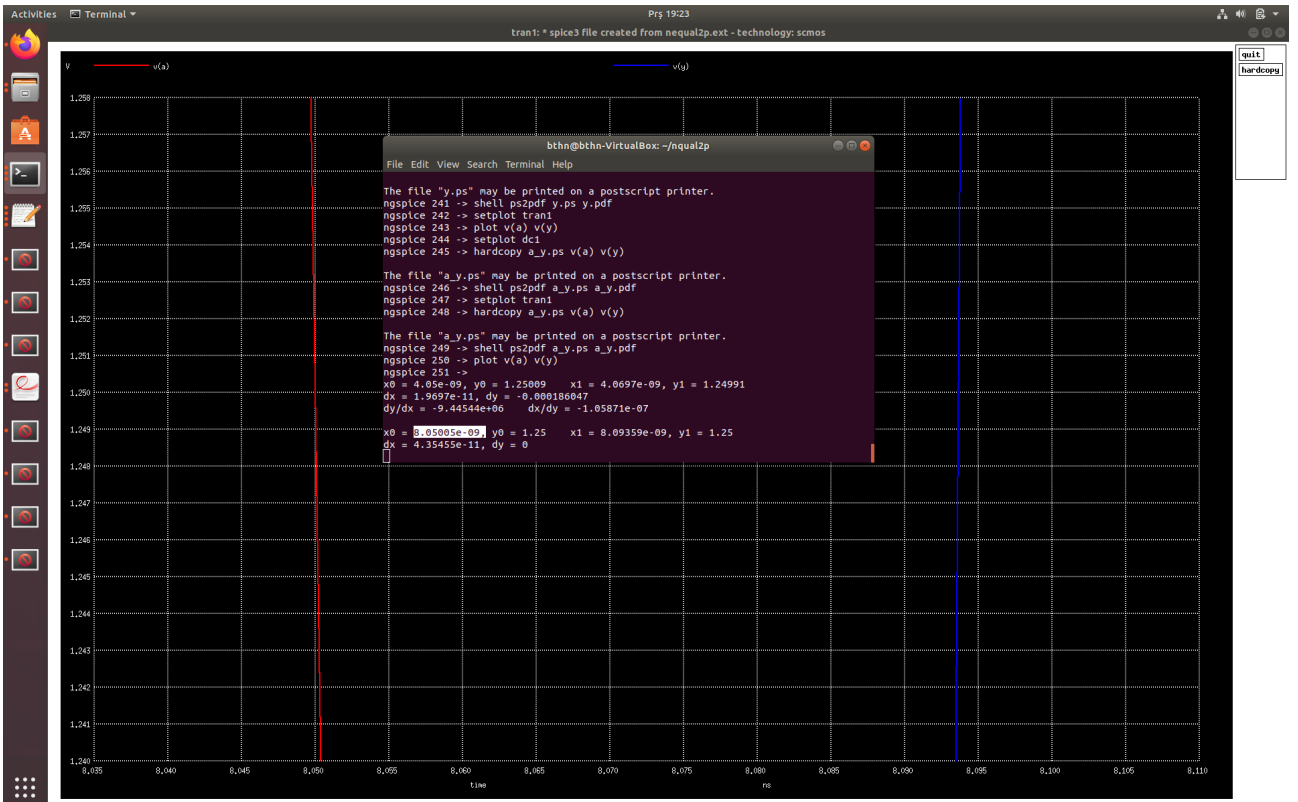 Activities Terminal Prş 19:23
tran1: * spice3 file created from nequal2p.ext - technology: scmos
quit
hardcopy
V v(a) v(y)
1.258
1.257
1.256
1.255
1.254
1.253
1.252
1.251
1.250
1.249
1.248
1.247
1.246
1.245
1.244
1.243
1.242
1.241
1.240
8.035 8.040 8.045 8.050 8.055 8.060 8.065 8.070 8.075 8.080 8.085 8.090 8.095 8.100 8.105 8.110
time ns
bthn@bthn-VirtualBox: ~/nqual2p
File Edit View Search Terminal Help
The file "y.ps" may be printed on a postscript printer.
ngspice 241 -> shell ps2pdf y.ps y.pdf
ngspice 242 -> setplot tran1
ngspice 243 -> plot v(a) v(y)
ngspice 244 -> setplot dc1
ngspice 245 -> hardcopy a_y.ps v(a) v(y)
The file "a_y.ps" may be printed on a postscript printer.
ngspice 246 -> shell ps2pdf a_y.ps a_y.pdf
ngspice 247 -> setplot tran1
ngspice 248 -> hardcopy a_y.ps v(a) v(y)
The file "a_y.ps" may be printed on a postscript printer.
ngspice 249 -> shell ps2pdf a_y.ps a_y.pdf
ngspice 250 -> plot v(a) v(y)
ngspice 251 ->
x0 = 4.05e-09, y0 = 1.25009 x1 = 4.0697e-09, y1 = 1.24991
dx = 1.9697e-11, dy = -0.000186047
dy/dx = -9.44544e+06 dx/dy = -1.05871e-07
x0 = 8.05005e-09, y0 = 1.25 x1 = 8.09359e-09, y1 = 1.25
dx = 4.35455e-11, dy = 0